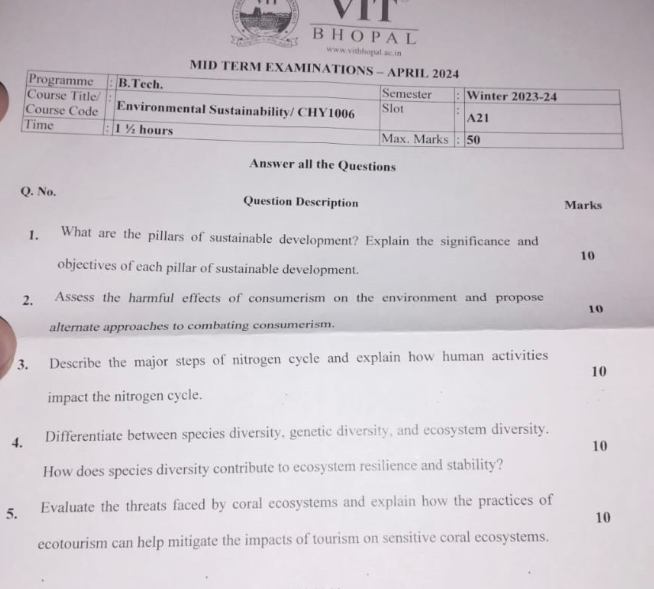 VIT
BHOPAL
www.vitbhopal.ac.in
MID TERM EXAMINATIONS – APRIL 2024
Programme : B.Tech. Semester : Winter 2023-24
Course Title/ Course Code : Environmental Sustainability/ CHY1006 Slot : A21
Time : 1 ½ hours Max. Marks : 50
Answer all the Questions
Q. No. Question Description Marks
1. What are the pillars of sustainable development? Explain the significance and
objectives of each pillar of sustainable development. 10
2. Assess the harmful effects of consumerism on the environment and propose
alternate approaches to combating consumerism. 10
3. Describe the major steps of nitrogen cycle and explain how human activities
impact the nitrogen cycle. 10
4. Differentiate between species diversity, genetic diversity, and ecosystem diversity.
How does species diversity contribute to ecosystem resilience and stability? 10
5. Evaluate the threats faced by coral ecosystems and explain how the practices of
ecotourism can help mitigate the impacts of tourism on sensitive coral ecosystems. 10